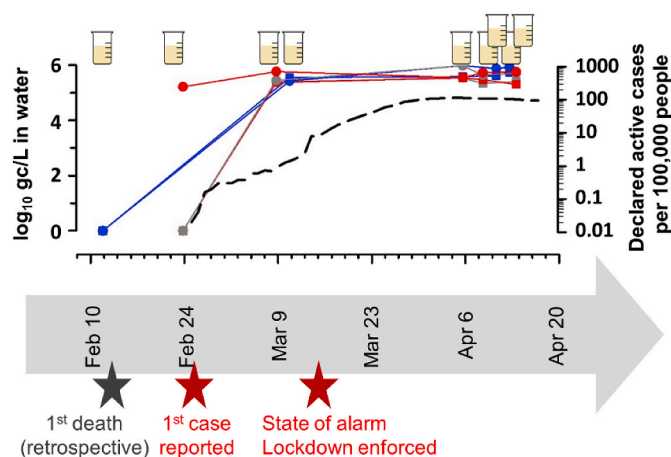 6
4
2
0
log10 gc/L in water
1000
100
10
1
0.1
0.01
Declared active cases
per 100,000 people
Feb 10
Feb 24
Mar 9
Mar 23
Apr 6
Apr 20
1st death
(retrospective)
1st case
reported
State of alarm
Lockdown enforced